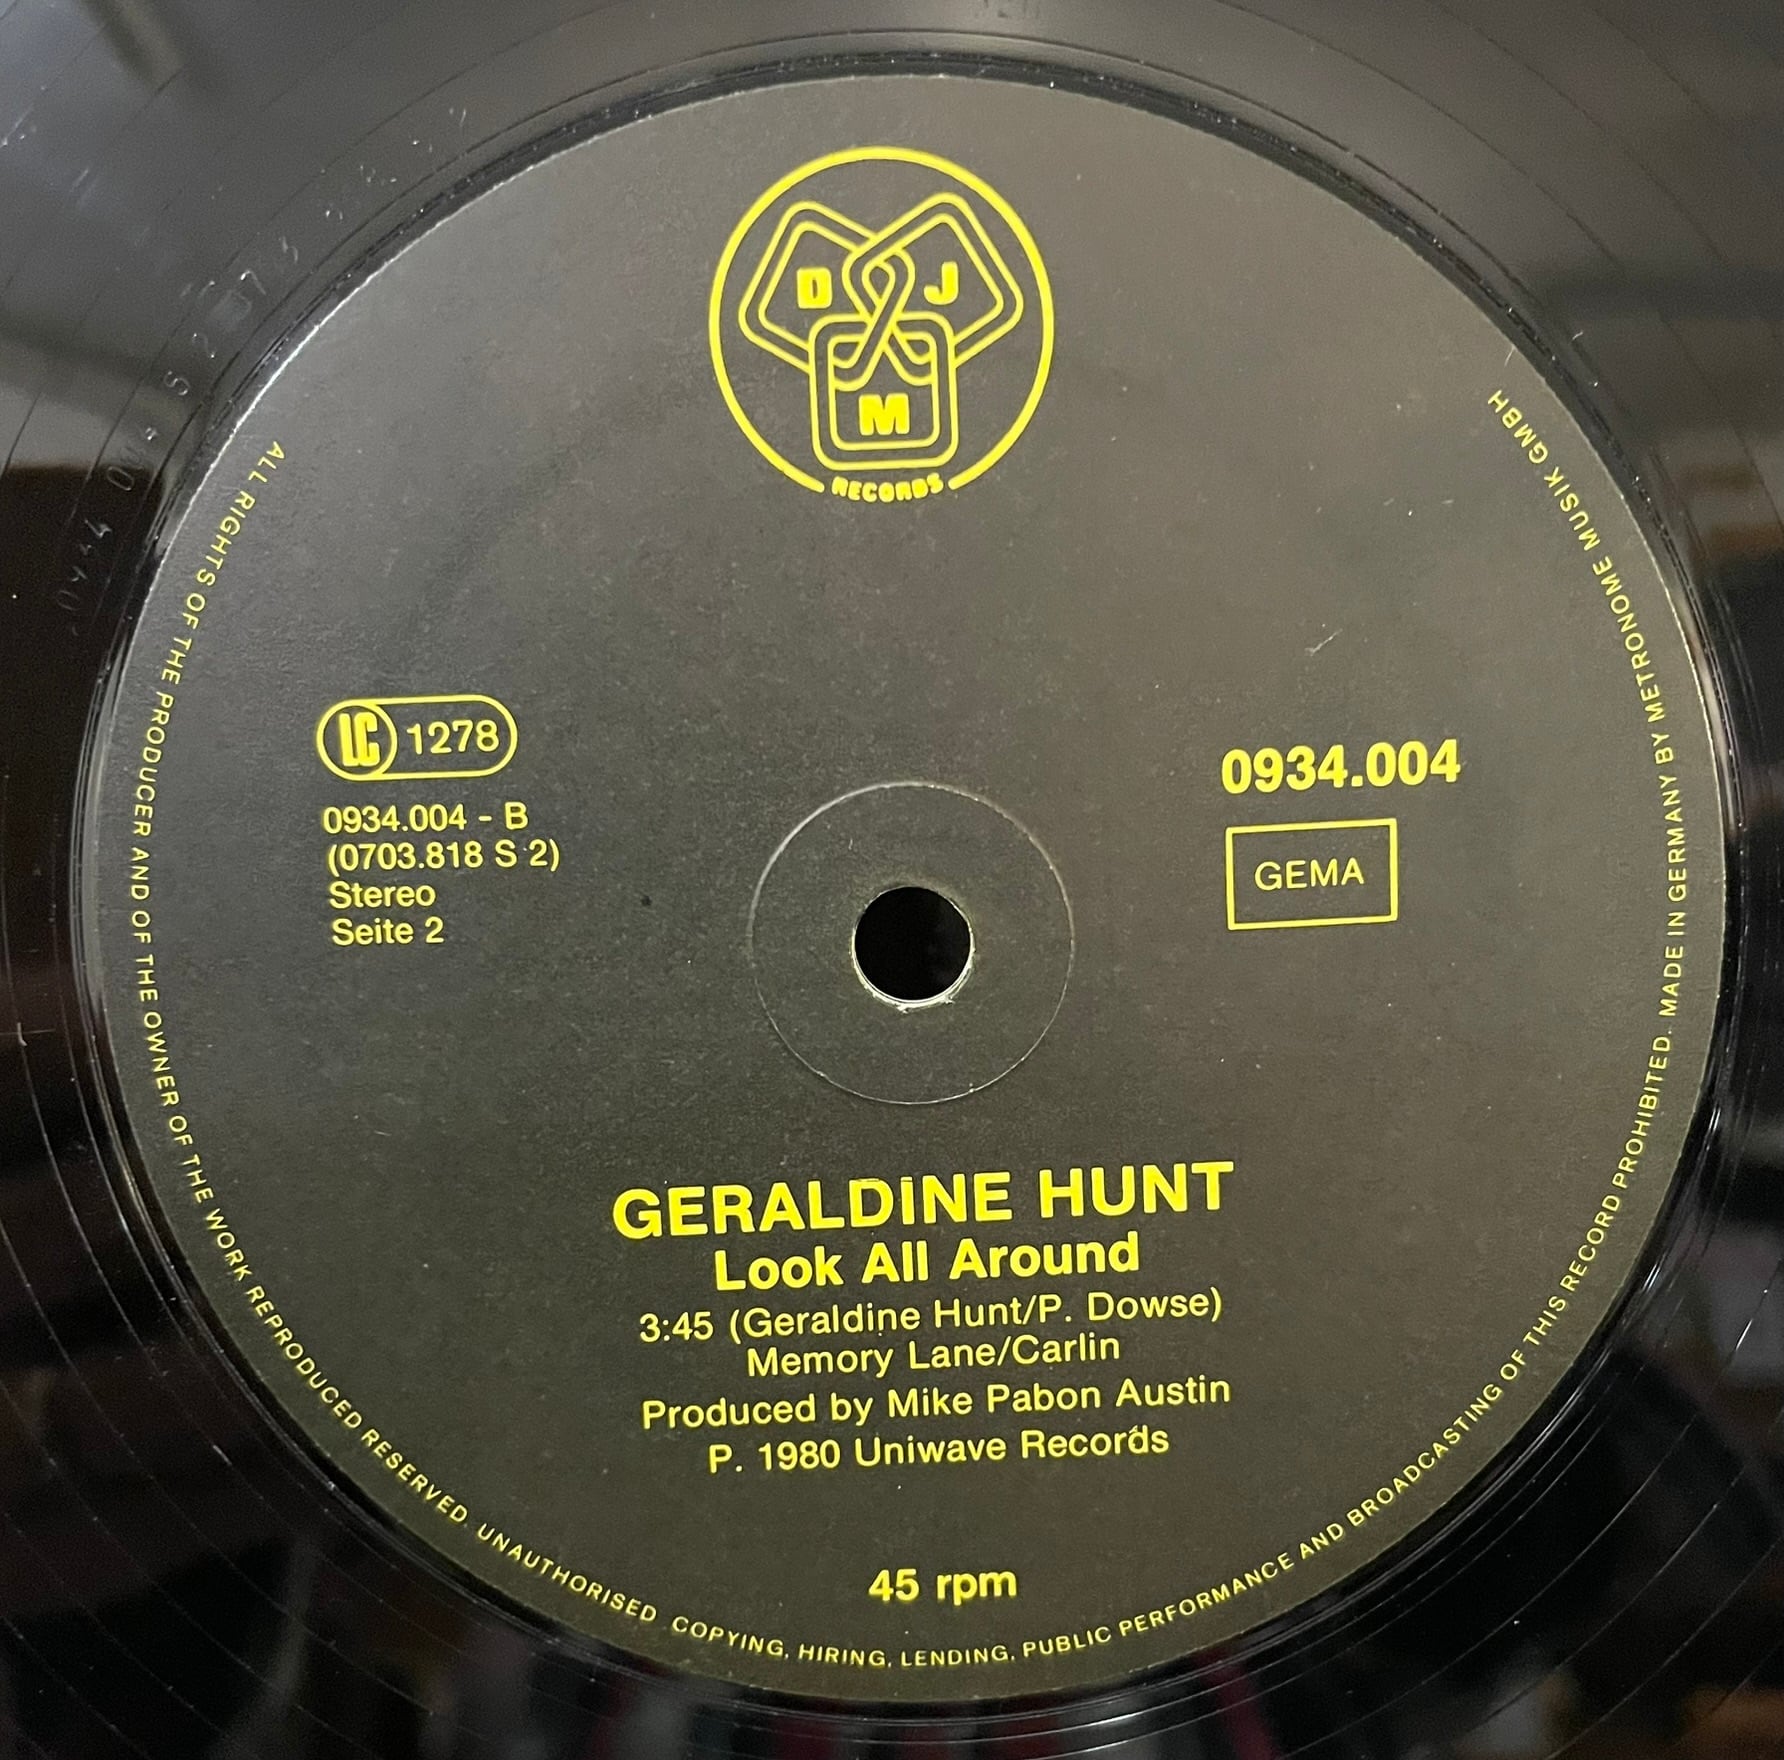 D J
M
RECORDS
LC 1278
0934.004 - B
(0703.818 S 2)
Stereo
Seite 2
0934.004
GEMA
GERALDINE HUNT
Look All Around
3:45 (Geraldine Hunt/P. Dowse)
Memory Lane/Carlin
Produced by Mike Pabon Austin
P. 1980 Uniwave Records
45 rpm
ALL RIGHTS OF THE PRODUCER AND OF THE OWNER OF THE WORK REPRODUCED RESERVED. UNAUTHORISED COPYING, HIRING, LENDING, PUBLIC PERFORMANCE AND BROADCASTING OF THIS RECORD PROHIBITED. MADE IN GERMANY BY METRONOME MUSIK GMBH